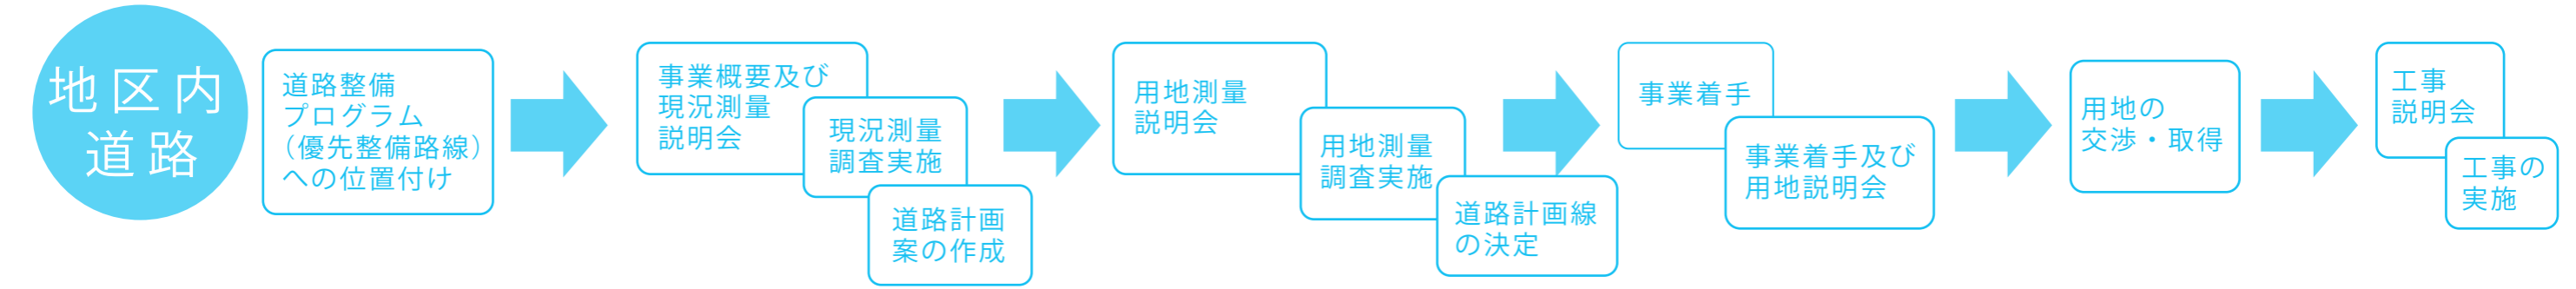 地区内
道路
道路整備
プログラム
（優先整備路線）
への位置付け
事業概要及び
現況測量
説明会
現況測量
調査実施
道路計画
案の作成
用地測量
説明会
用地測量
調査実施
道路計画線
の決定
事業着手
事業着手及び
用地説明会
用地の
交渉・取得
工事
説明会
工事の
実施